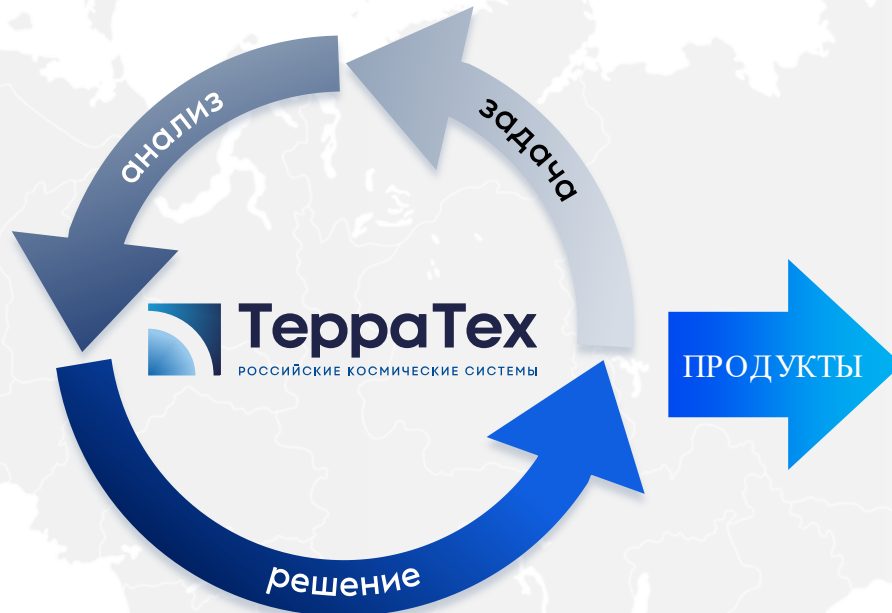 анализ
задача
ТерраТех
РОССИЙСКИЕ КОСМИЧЕСКИЕ СИСТЕМЫ
ПРОДУКТЫ
решение